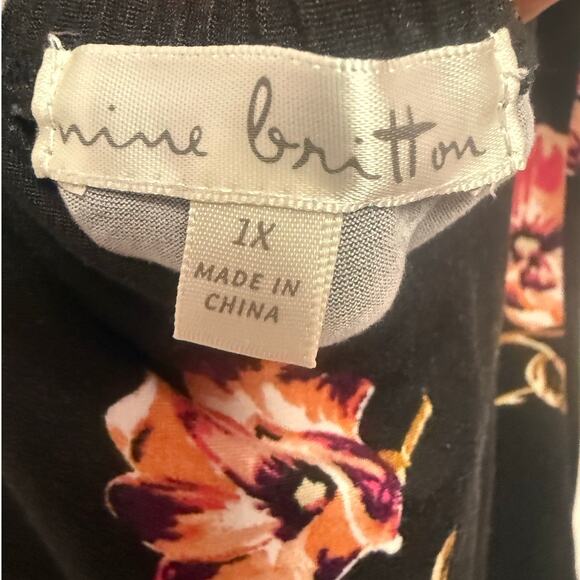 nine britton
1X
MADE IN
CHINA